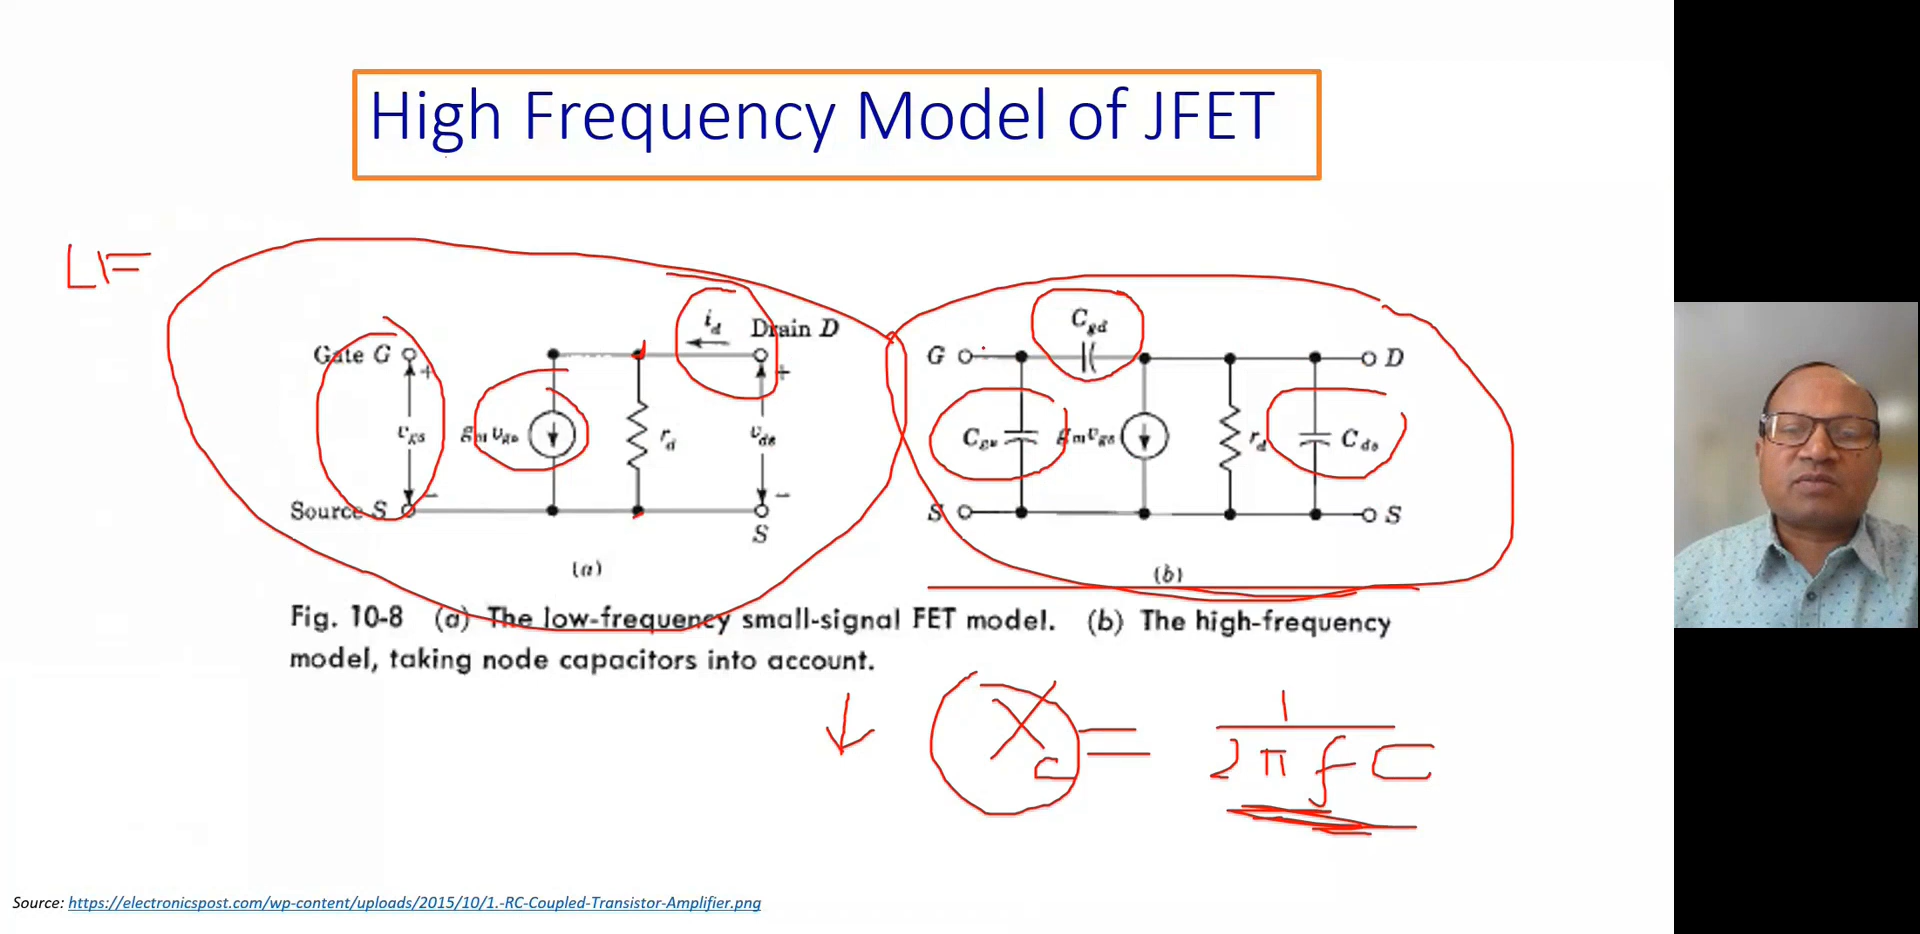 High Frequency Model of JFET
LF
Gate G
+
v_gs
−
Source S
g_m v_gs
r_d
i_d
Drain D
+
v_ds
−
S
(a)
G
C_gd
D
C_gs
g_m v_gs
r_d
C_ds
S
S
(b)
Fig. 10-8 (a) The low-frequency small-signal FET model. (b) The high-frequency
model, taking node capacitors into account.
↓ X_C = 1 / 2πfC
Source: https://electronicspost.com/wp-content/uploads/2015/10/1.-RC-Coupled-Transistor-Amplifier.png